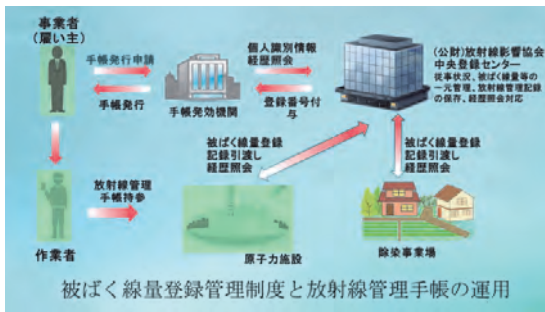 事業者
(雇い主)
手帳発行申請
手帳発行
手帳発効機関
個人識別情報
経歴照会
登録番号付
与
(公財)放射線影響協会
中央登録センター
従事状況、被ばく線量等の
一元管理、放射線管理記録
の保存、経歴照会対応
被ばく線量登録
記録引渡し
経歴照会
被ばく線量登録
記録引渡し
経歴照会
放射線管理
手帳持参
作業者
原子力施設
除染事業場
被ばく線量登録管理制度と放射線管理手帳の運用